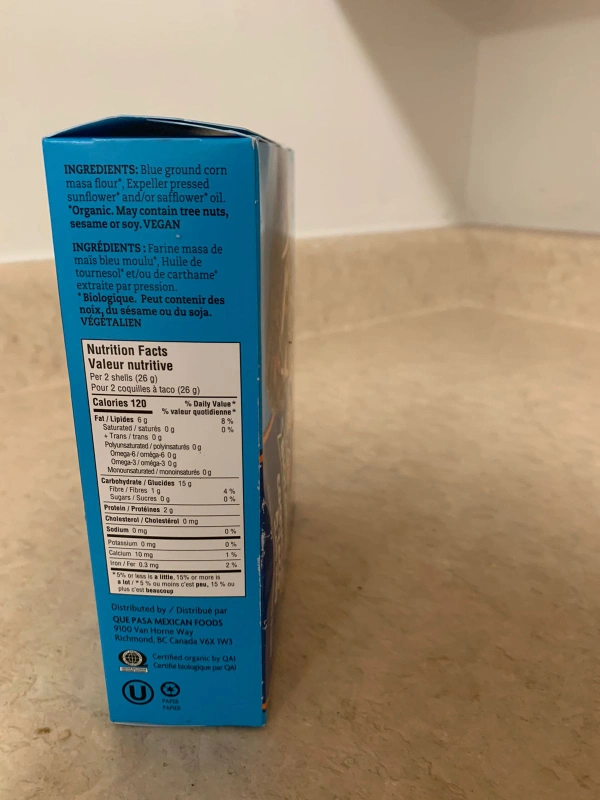 INGREDIENTS: Blue ground corn
masa flour*, Expeller pressed
sunflower* and/or safflower* oil.
*Organic. May contain tree nuts,
sesame or soy. VEGAN
INGRÉDIENTS : Farine masa de
maïs bleu moulu*, Huile de
tournesol* et/ou de carthame*
extraite par pression.
*Biologique. Peut contenir des
noix, du sésame ou du soja.
VÉGÉTALIEN
Nutrition Facts
Valeur nutritive
Per 2 shells (26 g)
Pour 2 coquilles à taco (26 g)
Calories 120 % Daily Value*
% valeur quotidienne*
Fat / Lipides 6 g 8 %
Saturated / saturés 0 g 0 %
+ Trans / trans 0 g
Polyunsaturated / polyinsaturés 0 g
Omega-6 / oméga-6 0 g
Omega-3 / oméga-3 0 g
Monounsaturated / monoinsaturés 0 g
Carbohydrate / Glucides 15 g
Fibre / Fibres 1 g 4 %
Sugars / Sucres 0 g 0 %
Protein / Protéines 2 g
Cholesterol / Cholestérol 0 mg
Sodium 0 mg 0 %
Potassium 0 mg 0 %
Calcium 10 mg 1 %
Iron / Fer 0.3 mg 2 %
*5% or less is a little, 15% or more is
a lot / *5 % ou moins c'est peu, 15 % ou
plus c'est beaucoup
Distributed by / Distribué par
QUE PASA MEXICAN FOODS
9100 Van Horne Way
Richmond, BC Canada V6X 1W3
Certified organic by QAI
Certifié biologique par QAI
U
PAPER
PAPIER